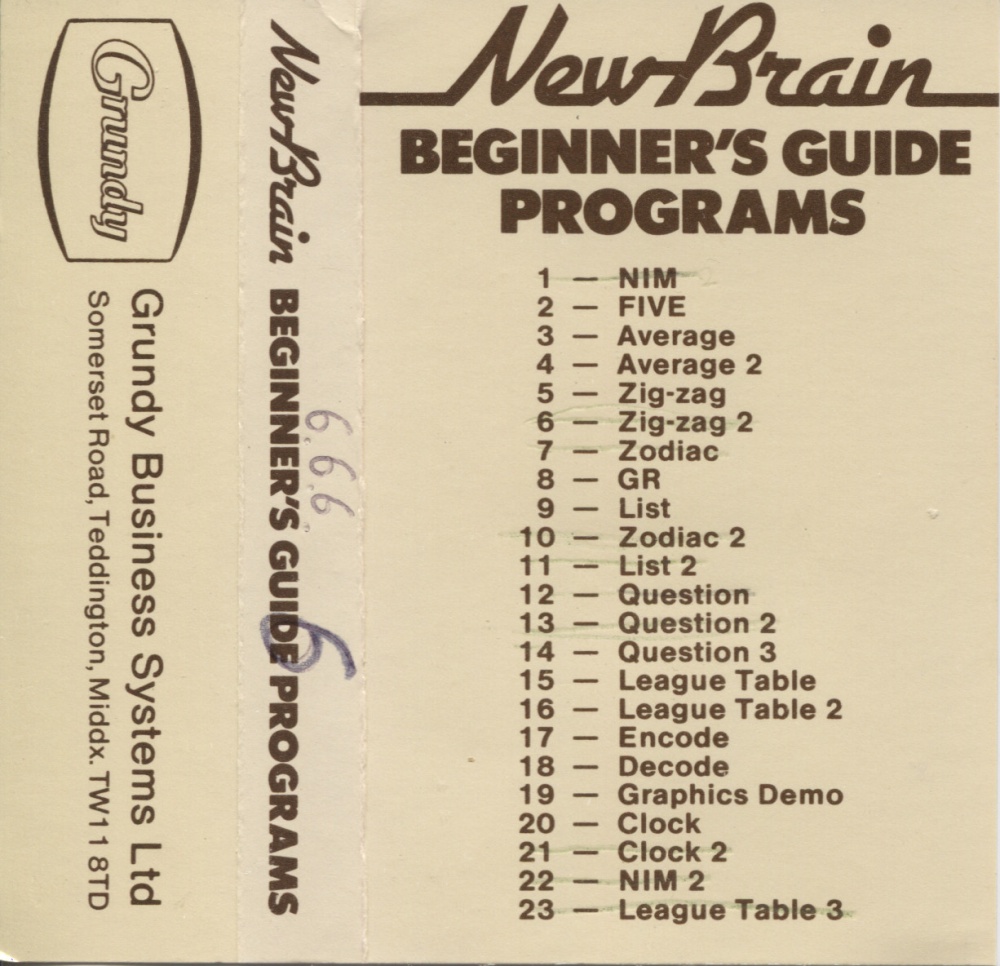 Grundy
Grundy Business Systems Ltd
Somerset Road, Teddington, Middx. TW11 8TD
NewBrain BEGINNER'S GUIDE PROGRAMS
6.6.6.
6
NewBrain
BEGINNER'S GUIDE
PROGRAMS
1 — NIM
2 — FIVE
3 — Average
4 — Average 2
5 — Zig-zag
6 — Zig-zag 2
7 — Zodiac
8 — GR
9 — List
10 — Zodiac 2
11 — List 2
12 — Question
13 — Question 2
14 — Question 3
15 — League Table
16 — League Table 2
17 — Encode
18 — Decode
19 — Graphics Demo
20 — Clock
21 — Clock 2
22 — NIM 2
23 — League Table 3